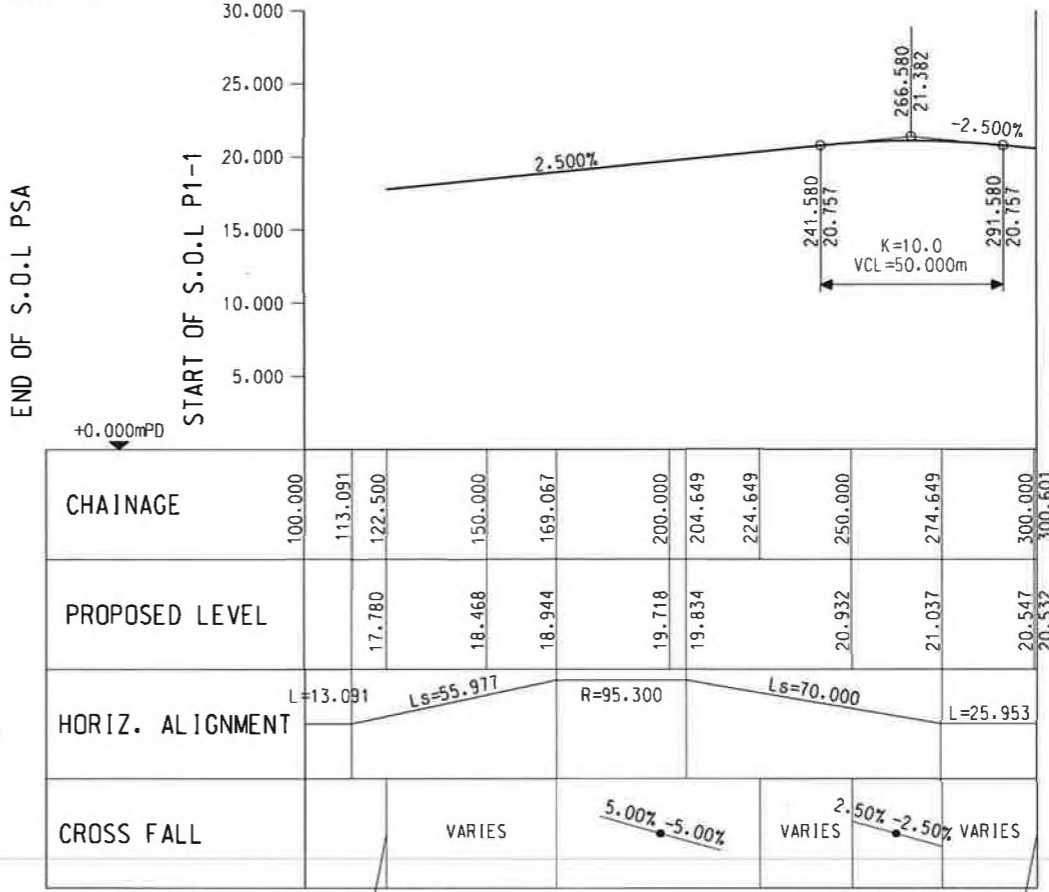 END OF S.O.L PSA
START OF S.O.L P1-1
30.000
25.000
20.000
15.000
10.000
5.000
+0.000mPD
2.500%
266.580
21.382
-2.500%
241.580
20.757
291.580
20.757
K=10.0
VCL=50.000m
CHAINAGE
100.000
113.091
122.500
150.000
169.067
200.000
204.649
224.649
250.000
274.649
300.000
300.601
PROPOSED LEVEL
17.780
18.468
18.944
19.718
19.834
20.932
21.037
20.547
20.532
HORIZ. ALIGNMENT
L=13.091
Ls=55.977
R=95.300
Ls=70.000
L=25.953
CROSS FALL
VARIES
5.00% -5.00%
VARIES
2.50% -2.50%
VARIES